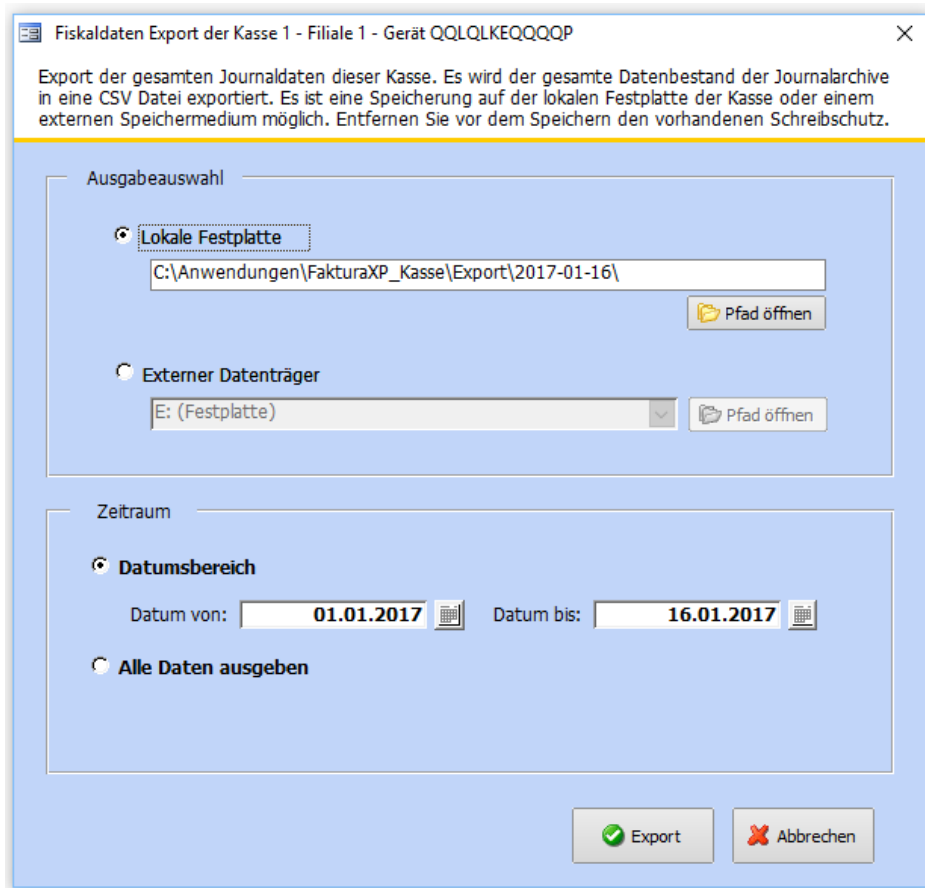 Fiskaldaten Export der Kasse 1 - Filiale 1 - Gerät QQLQLKEQQQQP
Export der gesamten Journaldaten dieser Kasse. Es wird der gesamte Datenbestand der Journalarchive
in eine CSV Datei exportiert. Es ist eine Speicherung auf der lokalen Festplatte der Kasse oder einem
externen Speichermedium möglich. Entfernen Sie vor dem Speichern den vorhandenen Schreibschutz.
Ausgabeauswahl
Lokale Festplatte
C:\Anwendungen\FakturaXP_Kasse\Export\2017-01-16\
Pfad öffnen
Externer Datenträger
E: (Festplatte) Pfad öffnen
Zeitraum
Datumsbereich
Datum von: 01.01.2017 Datum bis: 16.01.2017
Alle Daten ausgeben
Export Abbrechen